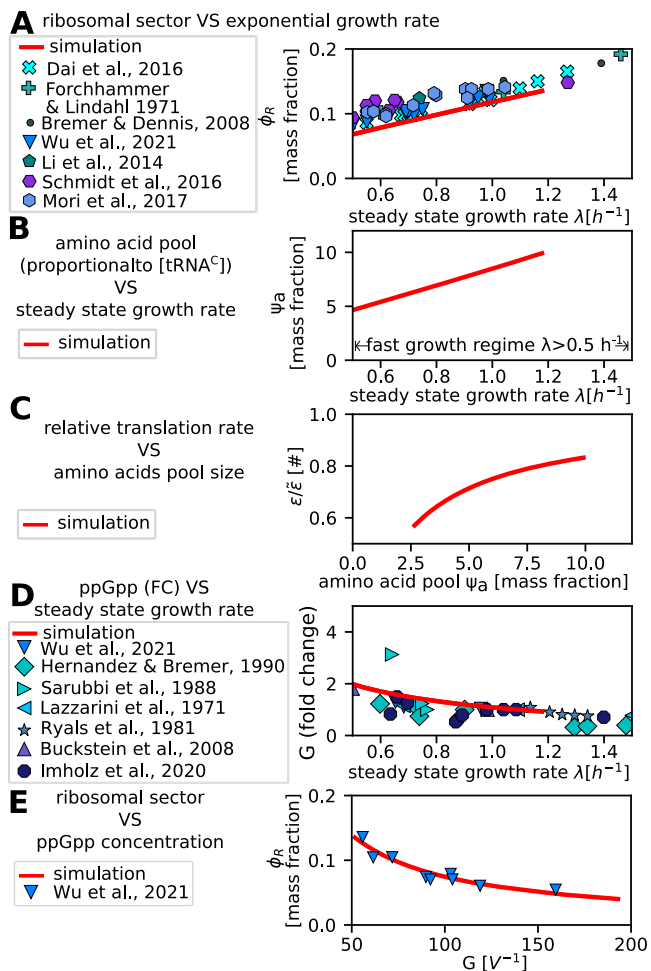 A ribosomal sector VS exponential growth rate
simulation
Dai et al., 2016
Forchhammer
& Lindahl 1971
Bremer & Dennis, 2008
Wu et al., 2021
Li et al., 2014
Schmidt et al., 2016
Mori et al., 2017
ϕR
[mass fraction]
0.2
0.1
0.0
0.6 0.8 1.0 1.2 1.4
steady state growth rate λ[h⁻¹]
B
amino acid pool
(proportionalto [tRNAᶜ])
VS
steady state growth rate
simulation
ψa
[mass fraction]
10
5
0
fast growth regime λ>0.5 h⁻¹
0.6 0.8 1.0 1.2 1.4
steady state growth rate λ[h⁻¹]
C
relative translation rate
VS
amino acids pool size
simulation
ε/ε̃ [#]
1.0
0.8
0.6
0.0 2.5 5.0 7.5 10.0
amino acid pool ψa [mass fraction]
D ppGpp (FC) VS
steady state growth rate
simulation
Wu et al., 2021
Hernandez & Bremer, 1990
Sarubbi et al., 1988
Lazzarini et al., 1971
Ryals et al., 1981
Buckstein et al., 2008
Imholz et al., 2020
G (fold change)
4
2
0
0.6 0.8 1.0 1.2 1.4
steady state growth rate λ[h⁻¹]
E ribosomal sector
VS
ppGpp concentration
simulation
Wu et al., 2021
ϕR
[mass fraction]
0.2
0.1
0.0
50 100 150 200
G [V⁻¹]